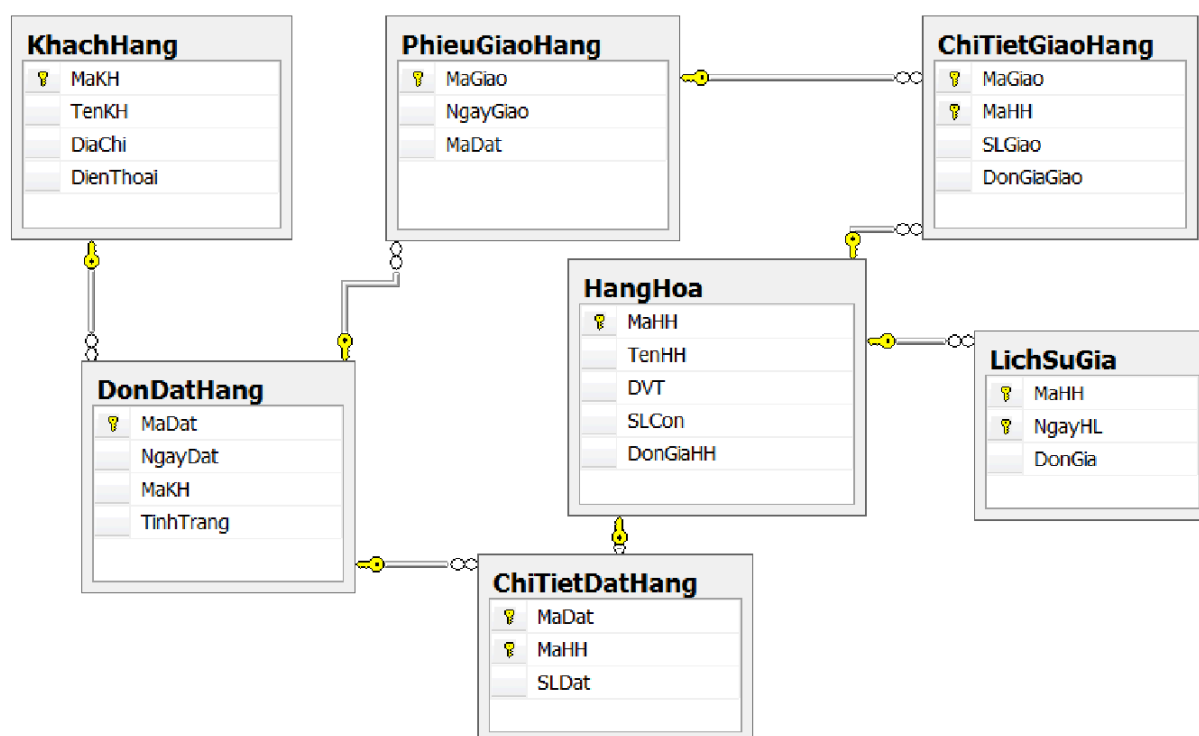 KhachHang
MaKH
TenKH
DiaChi
DienThoai
PhieuGiaoHang
MaGiao
NgayGiao
MaDat
ChiTietGiaoHang
MaGiao
MaHH
SLGiao
DonGiaGiao
HangHoa
MaHH
TenHH
DVT
SLCon
DonGiaHH
LichSuGia
MaHH
NgayHL
DonGia
DonDatHang
MaDat
NgayDat
MaKH
TinhTrang
ChiTietDatHang
MaDat
MaHH
SLDat